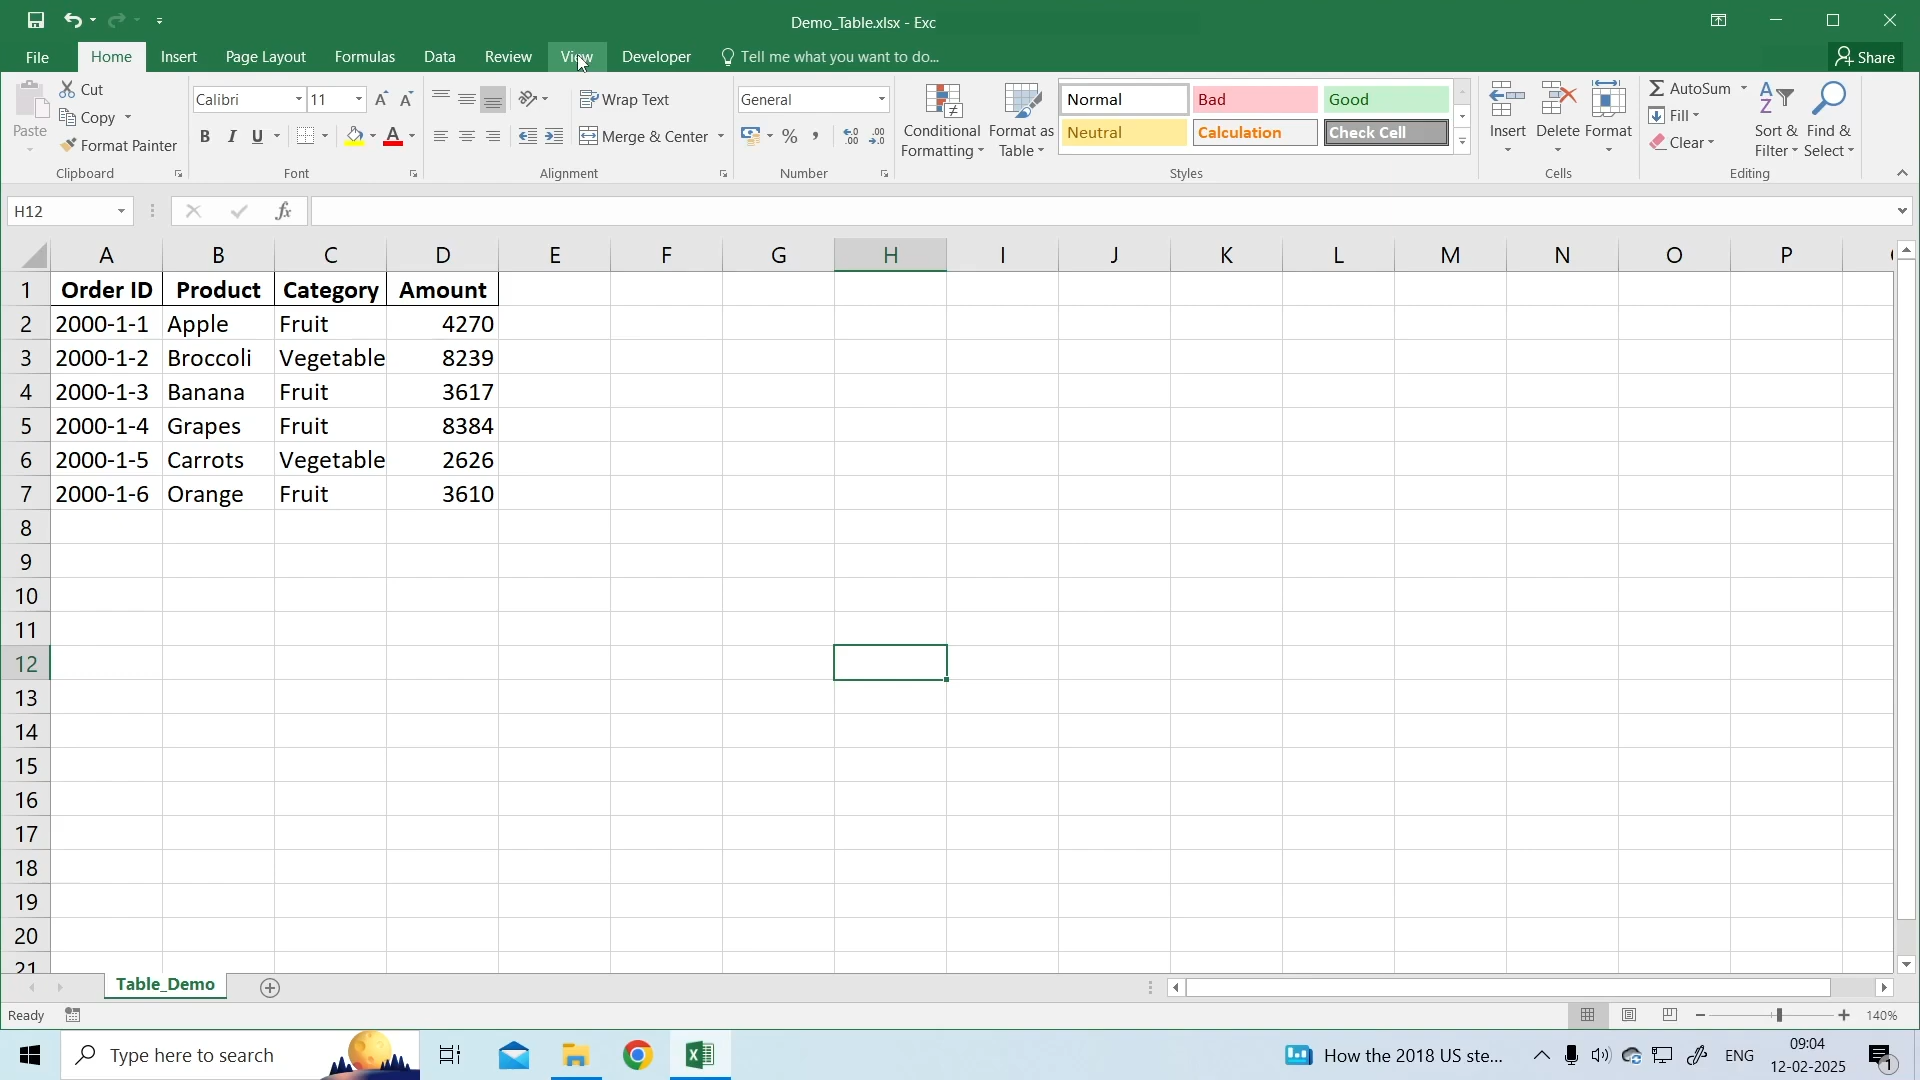 Demo_Table.xlsx - Exc
File Home Insert Page Layout Formulas Data Review View Developer Tell me what you want to do... Share
Paste
Cut
Copy
Format Painter
Clipboard
Calibri 11 A A
B I U A
Font
Wrap Text
Merge & Center
Alignment
General
% , .0 .00 .00 .0
Number
Conditional Formatting
Format as Table
Normal Bad Good
Neutral Calculation Check Cell
Styles
Insert Delete Format
Cells
AutoSum
Fill
Clear
Sort & Filter
Find & Select
Editing
H12 fx
A B C D E F G H I J K L M N O P
1 Order ID Product Category Amount
2 2000-1-1 Apple Fruit 4270
3 2000-1-2 Broccoli Vegetable 8239
4 2000-1-3 Banana Fruit 3617
5 2000-1-4 Grapes Fruit 8384
6 2000-1-5 Carrots Vegetable 2626
7 2000-1-6 Orange Fruit 3610
8
9
10
11
12
13
14
15
16
17
18
19
20
21
Table_Demo
Ready 140%
Type here to search How the 2018 US ste... ENG 09:04
12-02-2025 1